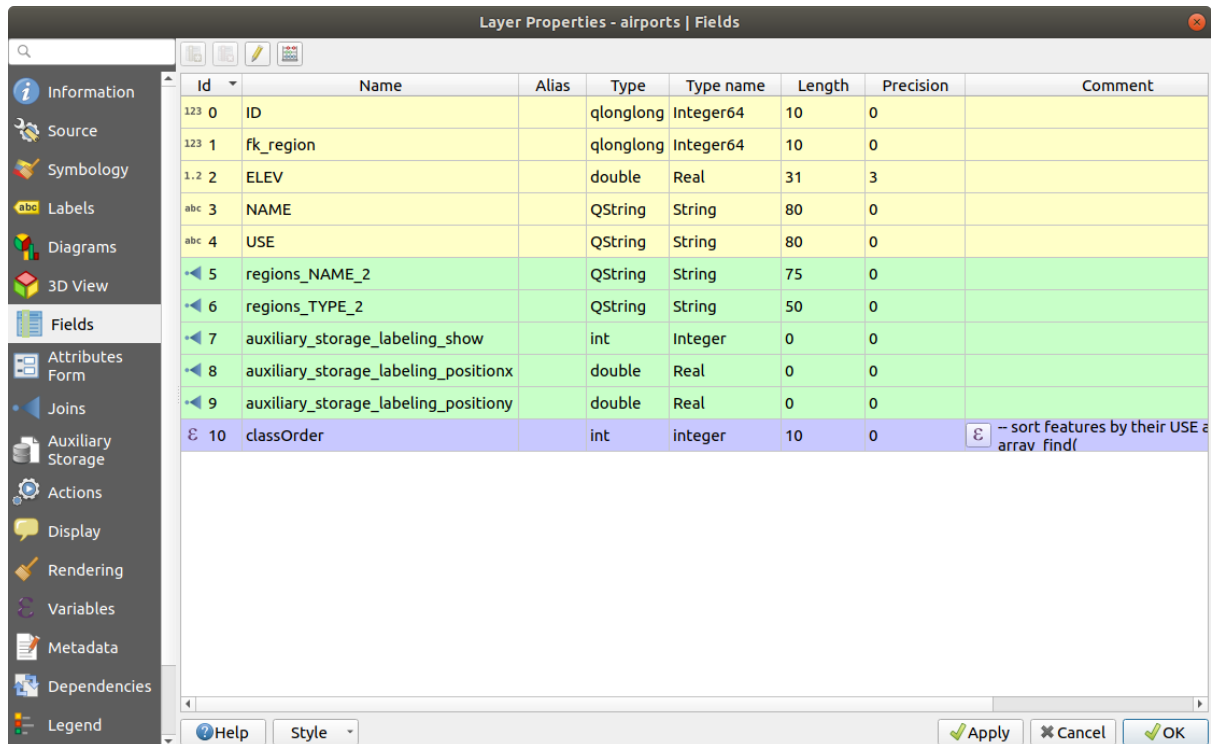 Layer Properties - airports | Fields
Information
Source
Symbology
abc Labels
Diagrams
3D View
Fields
Attributes
Form
Joins
Auxiliary
Storage
Actions
Display
Rendering
Variables
Metadata
Dependencies
Legend
Id Name Alias Type Type name Length Precision Comment
123 0 ID qlonglong Integer64 10 0
123 1 fk_region qlonglong Integer64 10 0
1.2 2 ELEV double Real 31 3
abc 3 NAME QString String 80 0
abc 4 USE QString String 80 0
5 regions_NAME_2 QString String 75 0
6 regions_TYPE_2 QString String 50 0
7 auxiliary_storage_labeling_show int Integer 0 0
8 auxiliary_storage_labeling_positionx double Real 0 0
9 auxiliary_storage_labeling_positiony double Real 0 0
ε 10 classOrder int integer 10 0 ε -- sort features by their USE a
array_find(
Help Style Apply Cancel OK